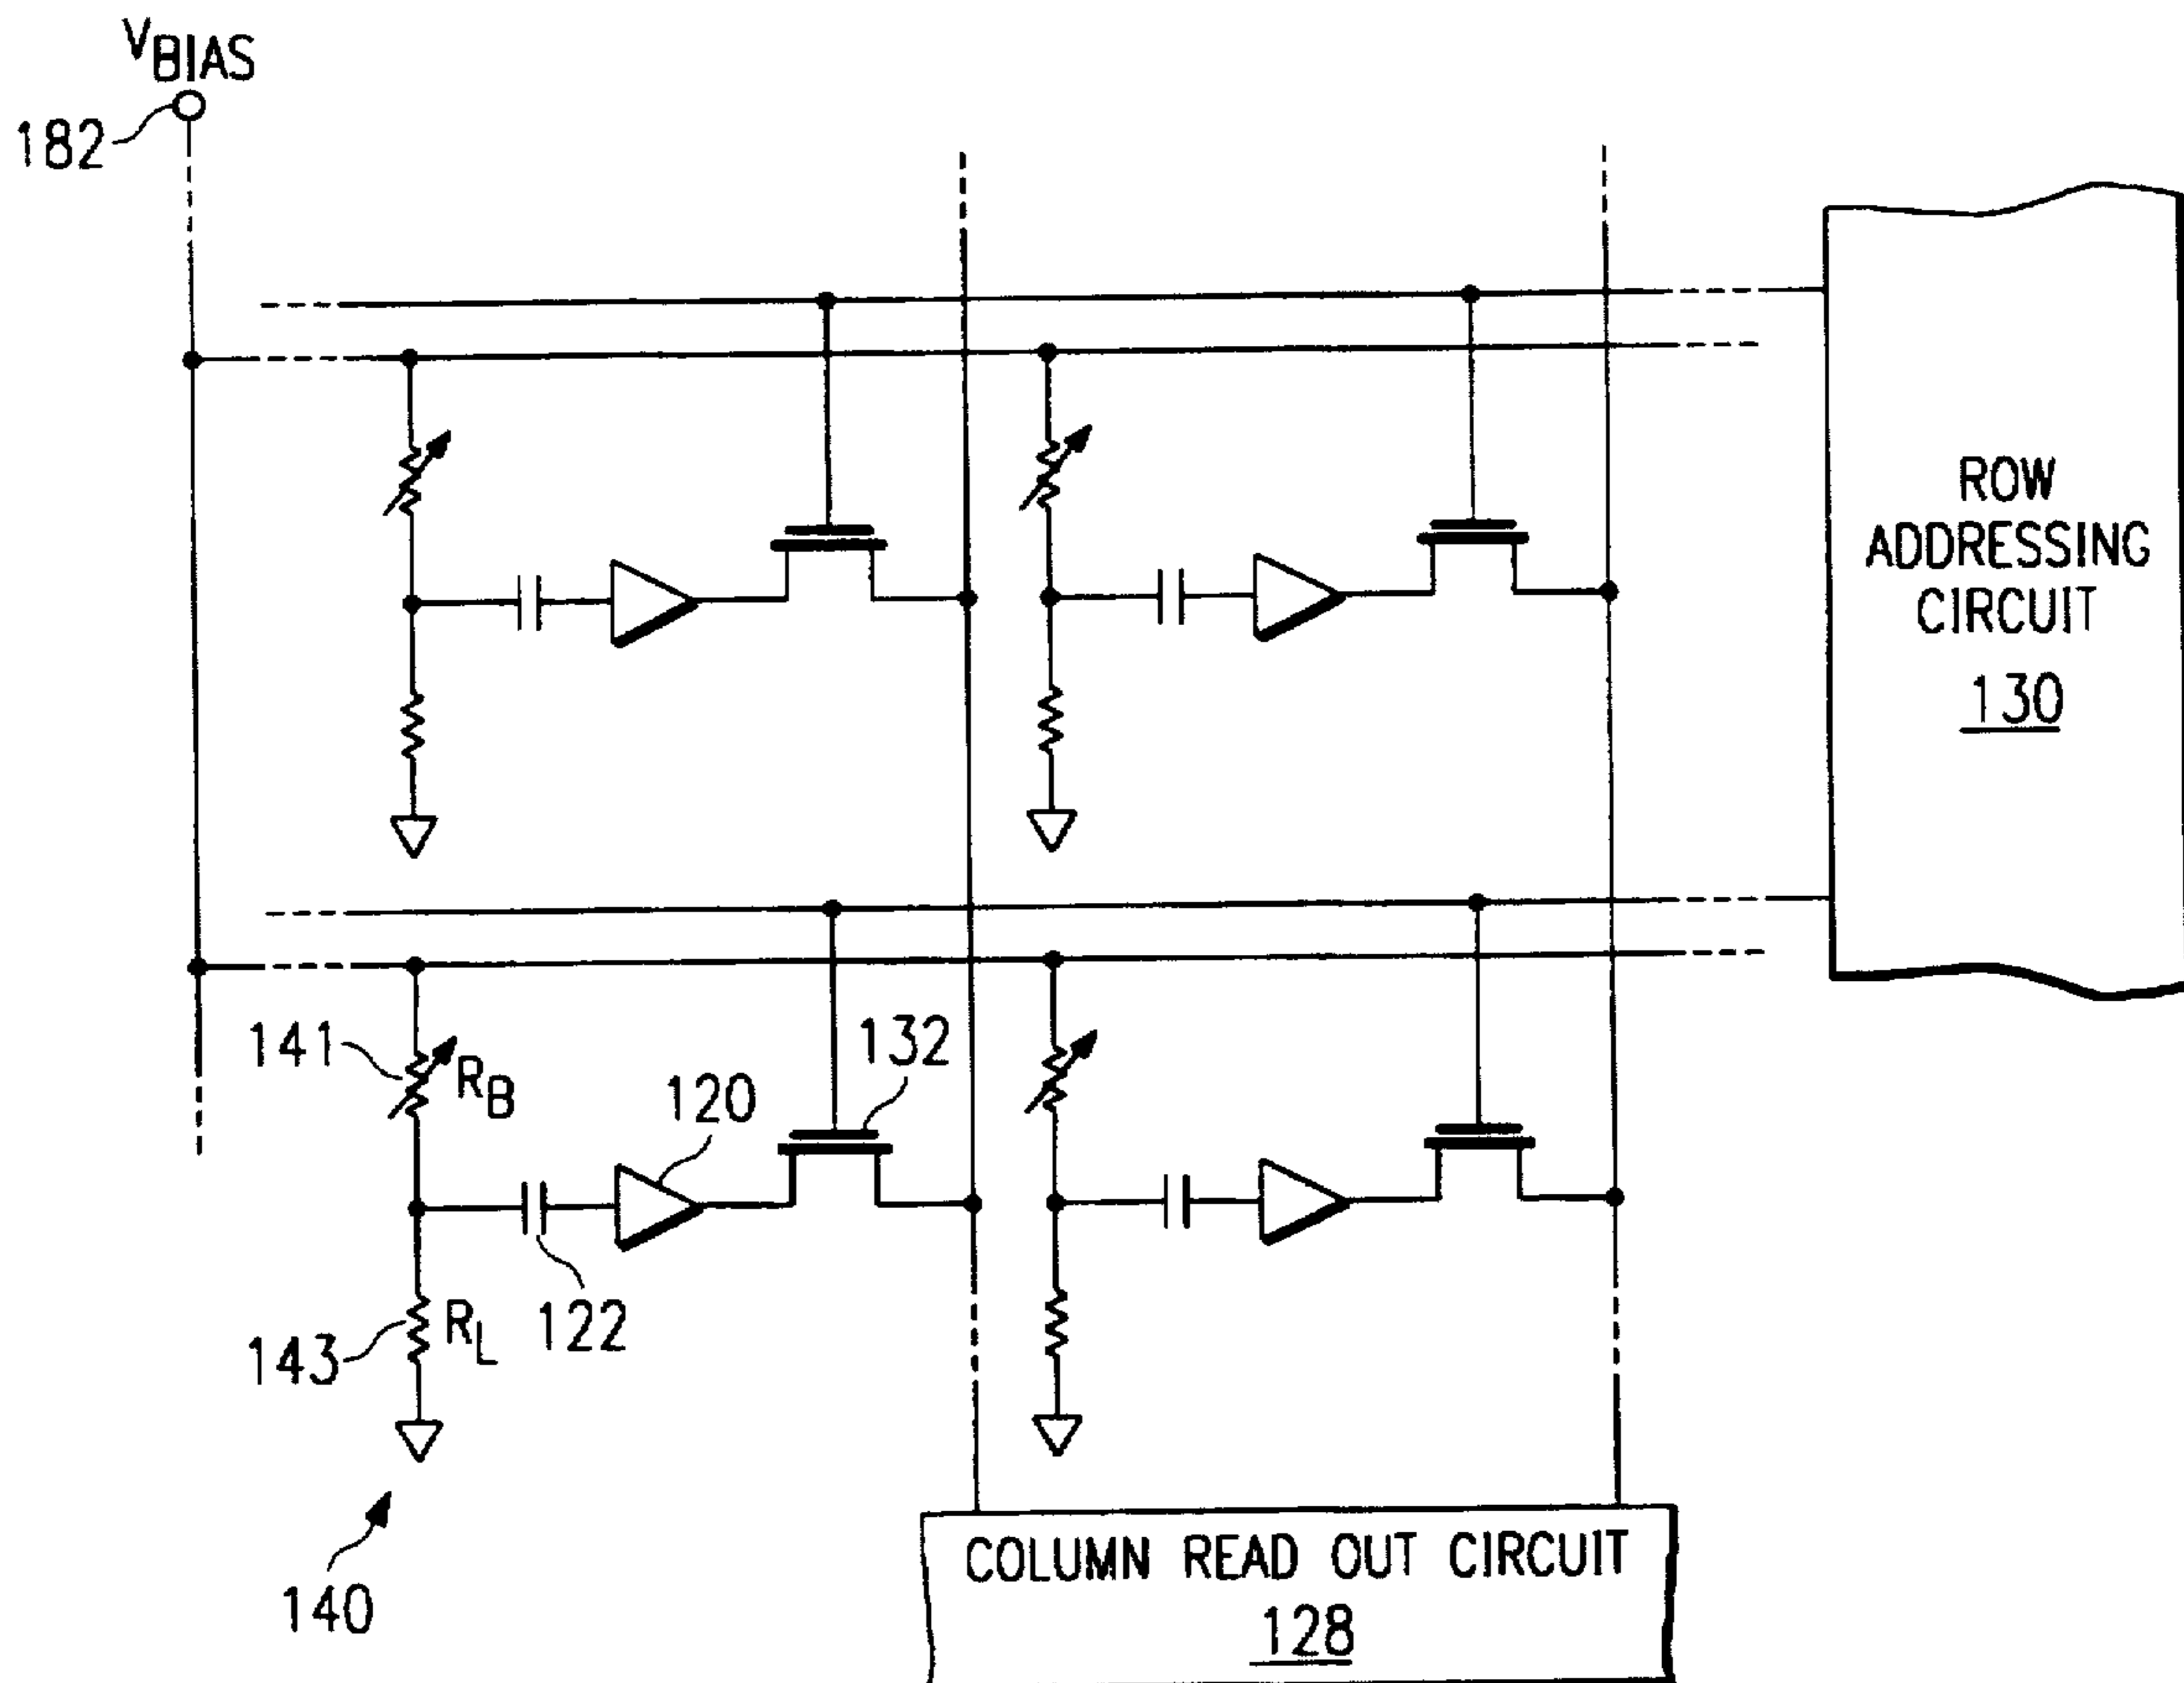 VBIAS
182
ROW
ADDRESSING
CIRCUIT
130
141
RB
120
132
143
RL
122
140
COLUMN READ OUT CIRCUIT
128